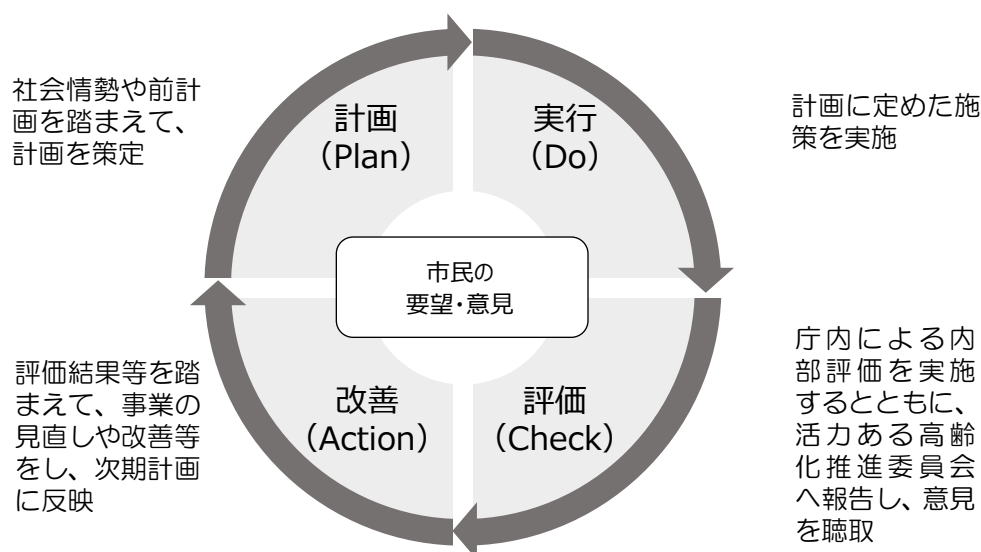 社会情勢や前計
画を踏まえて、
計画を策定
計画
（Plan）
実行
（Do）
計画に定めた施
策を実施
市民の
要望・意見
評価結果等を踏
まえて、事業の
見直しや改善等
をし、次期計画
に反映
改善
（Action）
評価
（Check）
庁内による内
部評価を実施
するとともに、
活力ある高齢
化推進委員会
へ報告し、意見
を聴取